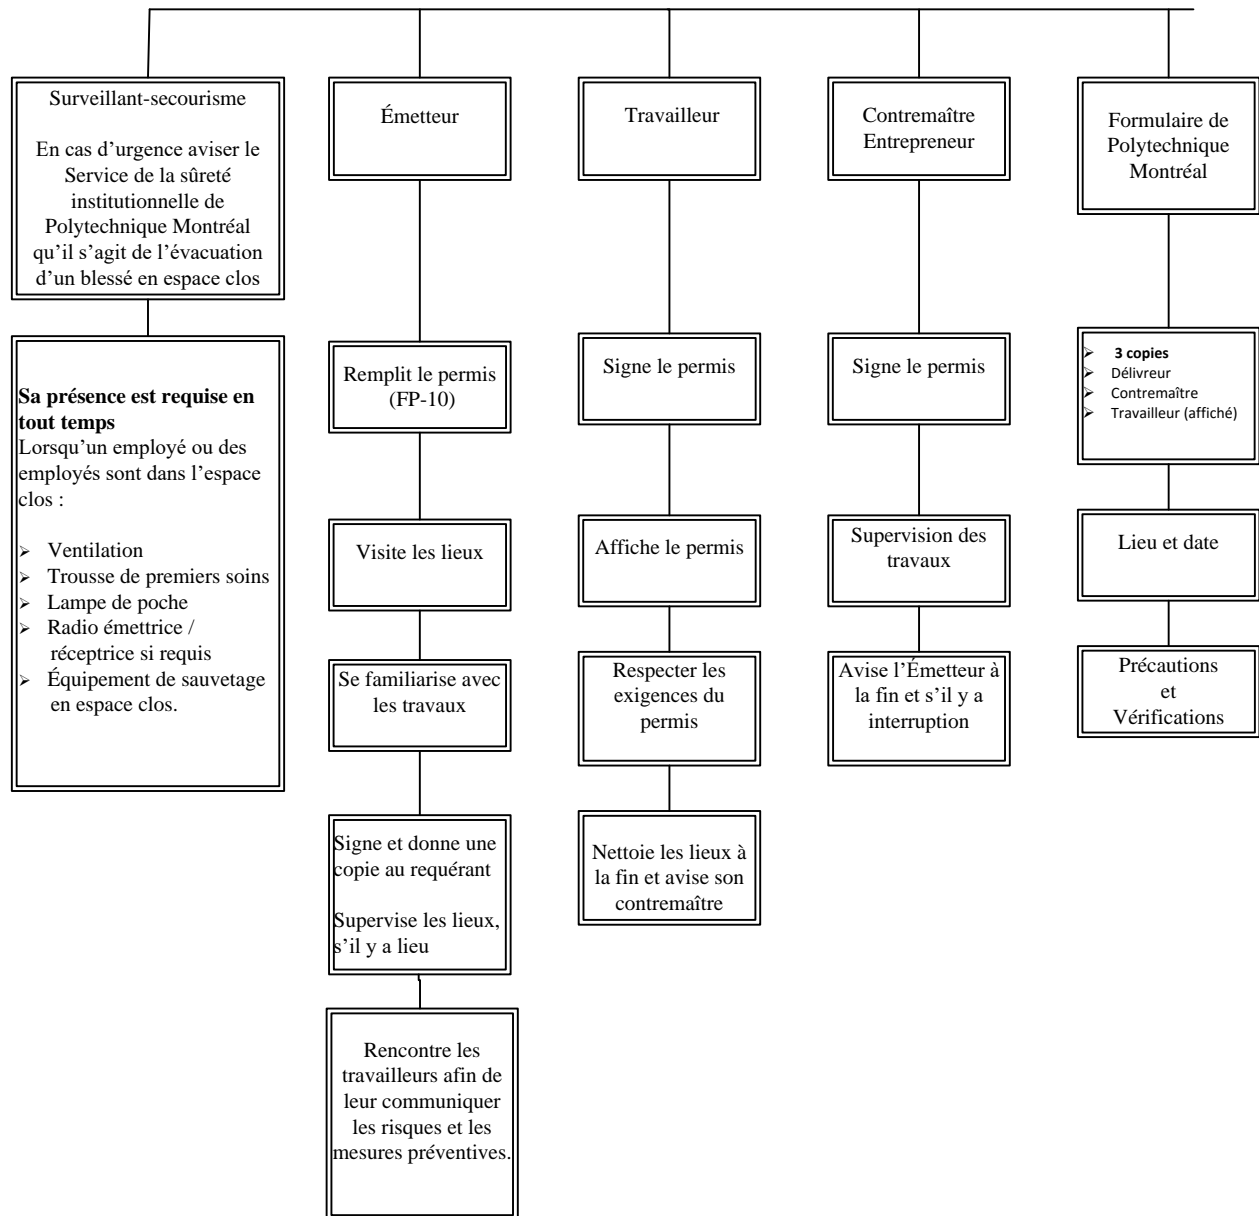 Surveillant-secourisme
En cas d’urgence aviser le
Service de la sûreté
institutionnelle de
Polytechnique Montréal
qu’il s’agit de l’évacuation
d’un blessé en espace clos
Sa présence est requise en
tout temps
Lorsqu’un employé ou des
employés sont dans l’espace
clos :
➢ Ventilation
➢ Trousse de premiers soins
➢ Lampe de poche
➢ Radio émettrice /
réceptrice si requis
➢ Équipement de sauvetage
en espace clos.
Émetteur
Remplit le permis
(FP-10)
Visite les lieux
Se familiarise avec
les travaux
Signe et donne une
copie au requérant
Supervise les lieux,
s’il y a lieu
Rencontre les
travailleurs afin de
leur communiquer
les risques et les
mesures préventives.
Travailleur
Signe le permis
Affiche le permis
Respecter les
exigences du
permis
Nettoie les lieux à
la fin et avise son
contremaître
Contremaître
Entrepreneur
Signe le permis
Supervision des
travaux
Avise l’Émetteur à
la fin et s’il y a
interruption
Formulaire de
Polytechnique
Montréal
➢ 3 copies
➢ Délivreur
➢ Contremaître
➢ Travailleur (affiché)
Lieu et date
Précautions
et
Vérifications